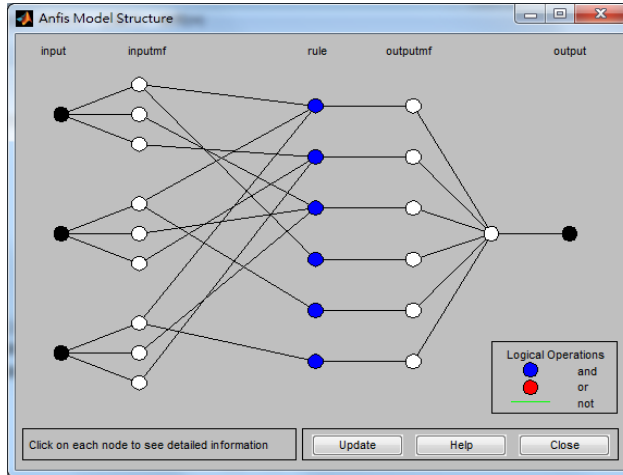 Anfis Model Structure
input inputmf rule outputmf output
Logical Operations
and
or
not
Click on each node to see detailed information
Update Help Close